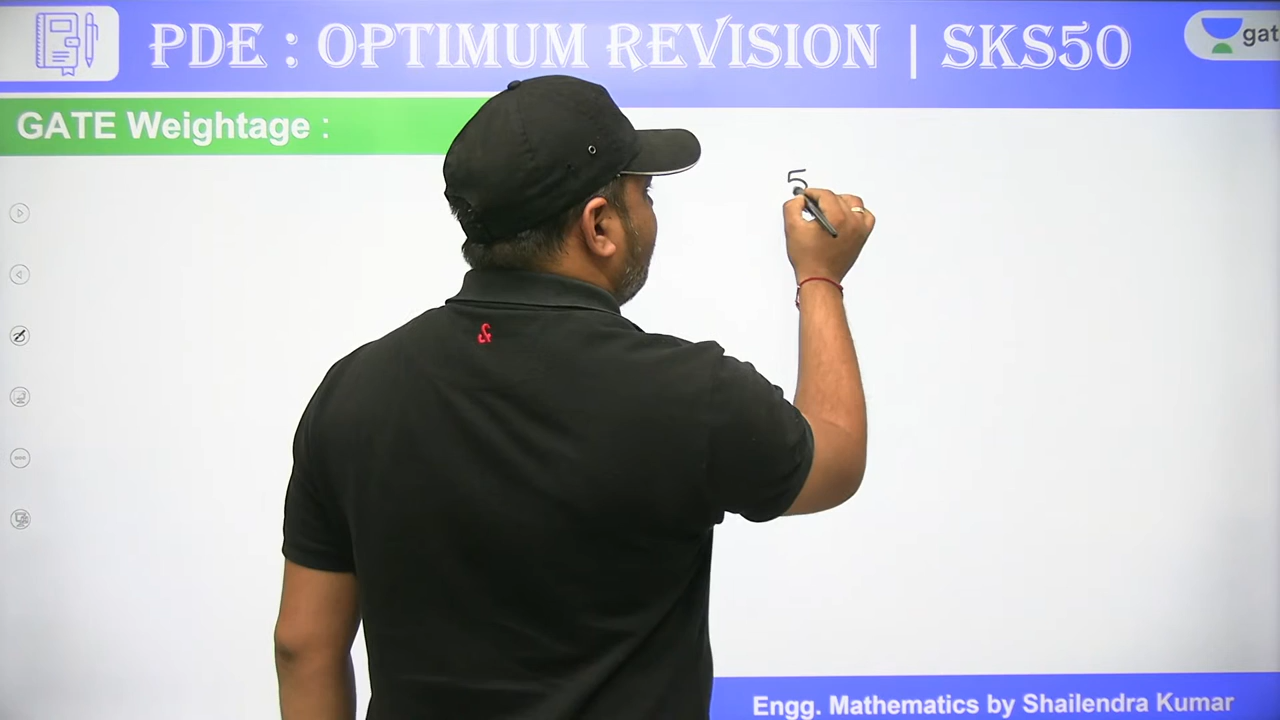 PDE : OPTIMUM REVISION | SKS50
gat
GATE Weightage :
5
Engg. Mathematics by Shailendra Kumar